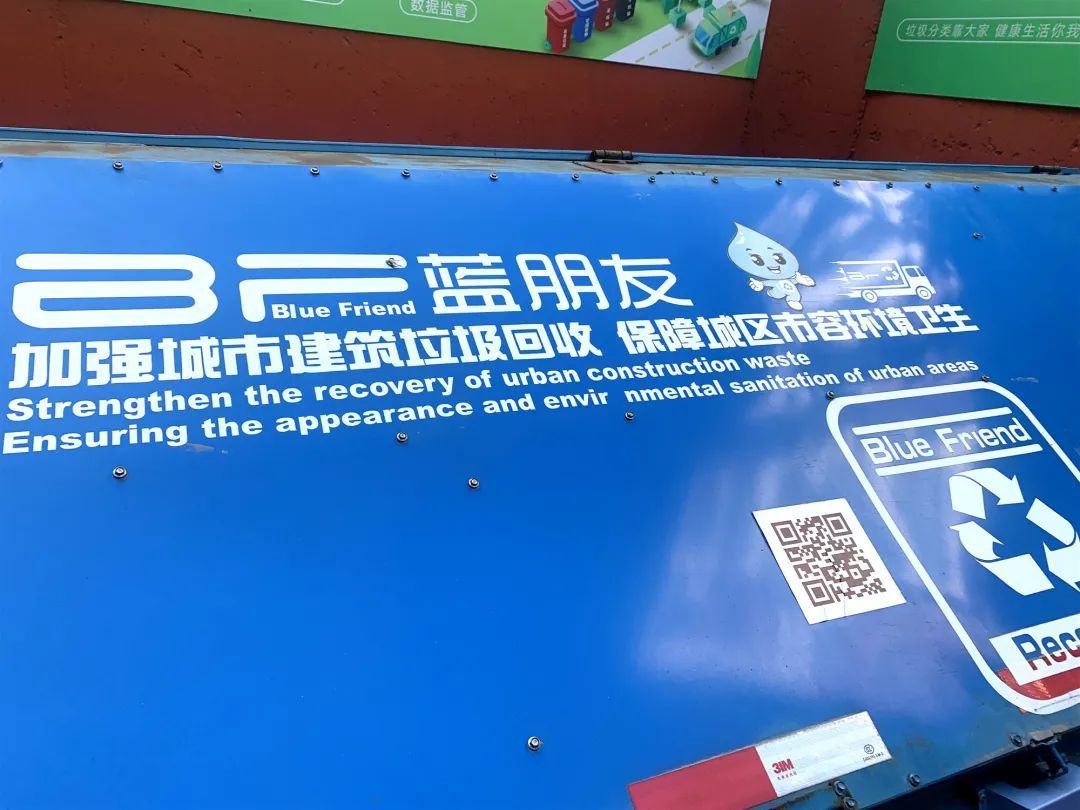 数据监管
垃圾分类靠大家 健康生活你我
BF 蓝朋友
Blue Friend
加强城市建筑垃圾回收 保障城区市容环境卫生
Strengthen the recovery of urban construction waste
Ensuring the appearance and envir nmental sanitation of urban areas
Blue Friend
Rec
3M